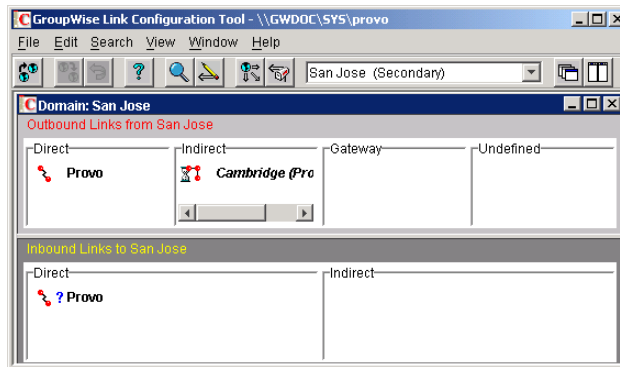 GroupWise Link Configuration Tool - \\GWDOC\SYS\provo
File Edit Search View Window Help
? San Jose (Secondary)
Domain: San Jose
Outbound Links from San Jose
Direct Indirect Gateway Undefined
Provo Cambridge (Pro
Inbound Links to San Jose
Direct Indirect
? Provo